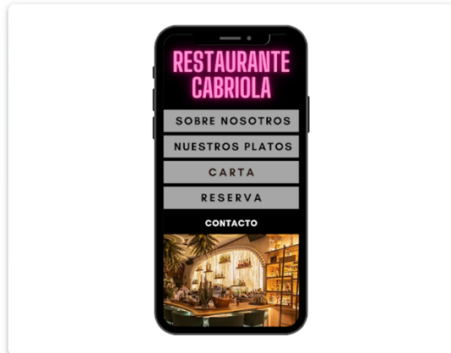 RESTAURANTE
CABRIOLA
SOBRE NOSOTROS
NUESTROS PLATOS
CARTA
RESERVA
CONTACTO